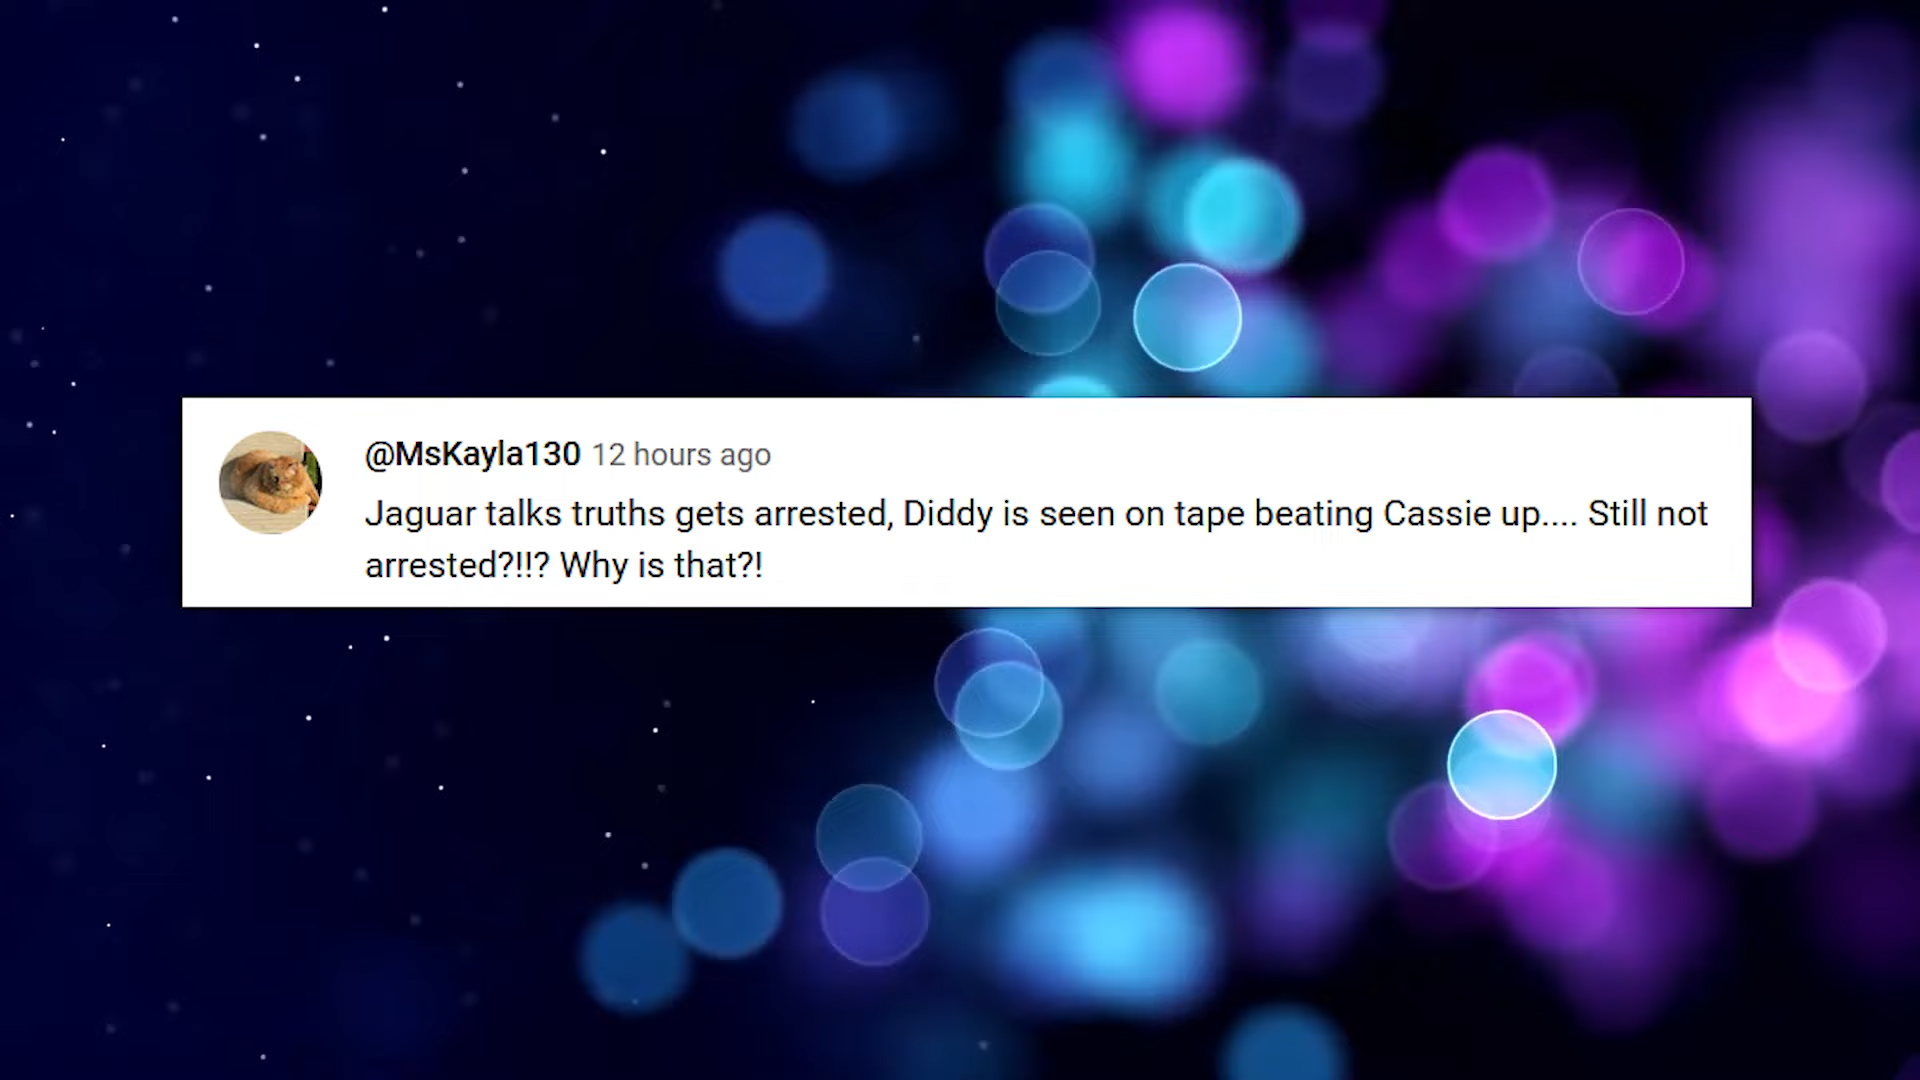 @MsKayla130 12 hours ago
Jaguar talks truths gets arrested, Diddy is seen on tape beating Cassie up.... Still not
arrested?!!? Why is that?!